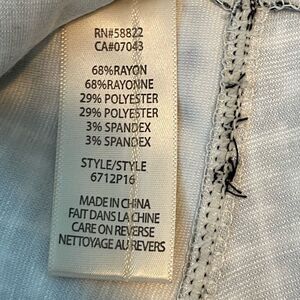 RN#58822
CA#07043
68%RAYON
68%RAYONNE
29% POLYESTER
29% POLYESTER
3% SPANDEX
3% SPANDEX
STYLE/STYLE
6712P16
MADE IN CHINA
FAIT DANS LA CHINE
CARE ON REVERSE
NETTOYAGE AU REVERS